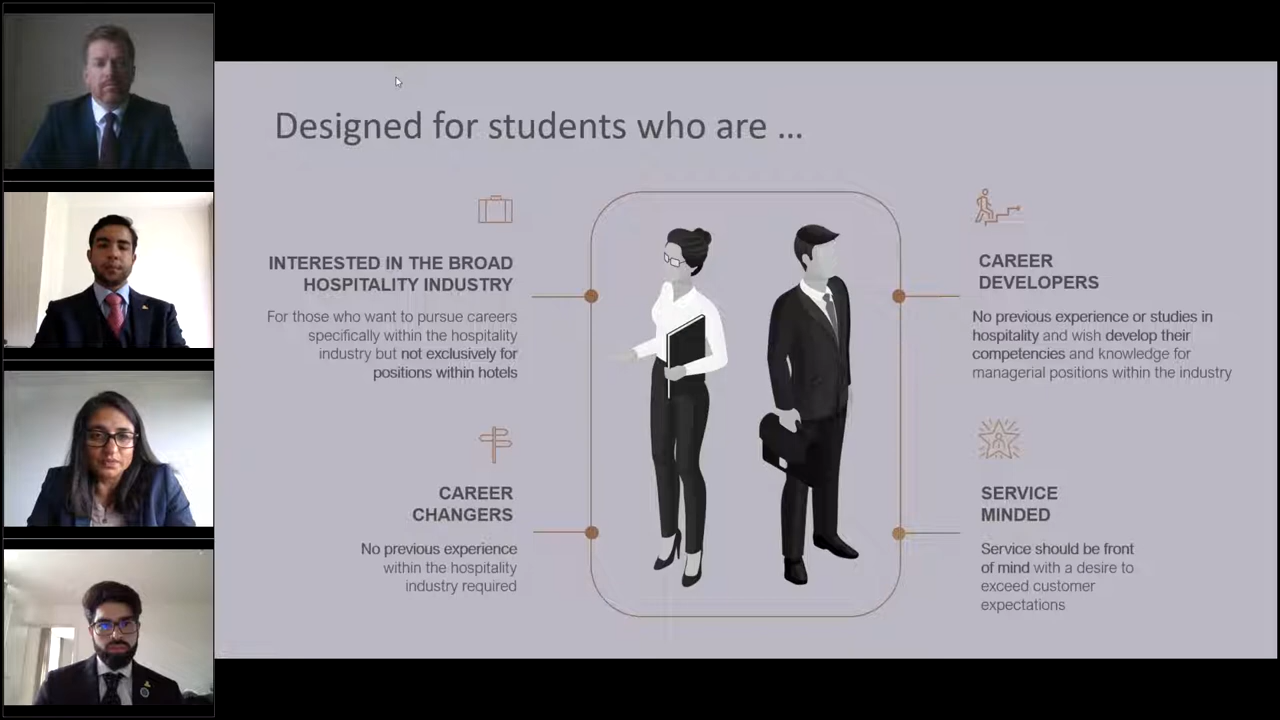 Designed for students who are ...
INTERESTED IN THE BROAD
HOSPITALITY INDUSTRY
For those who want to pursue careers
specifically within the hospitality
industry but not exclusively for
positions within hotels
CAREER
CHANGERS
No previous experience
within the hospitality
industry required
CAREER
DEVELOPERS
No previous experience or studies in
hospitality and wish develop their
competencies and knowledge for
managerial positions within the industry
SERVICE
MINDED
Service should be front
of mind with a desire to
exceed customer
expectations